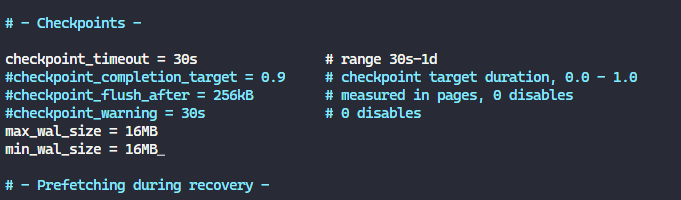 # - Checkpoints -
checkpoint_timeout = 30s # range 30s-1d
#checkpoint_completion_target = 0.9 # checkpoint target duration, 0.0 - 1.0
#checkpoint_flush_after = 256kB # measured in pages, 0 disables
#checkpoint_warning = 30s # 0 disables
max_wal_size = 16MB
min_wal_size = 16MB_
# - Prefetching during recovery -